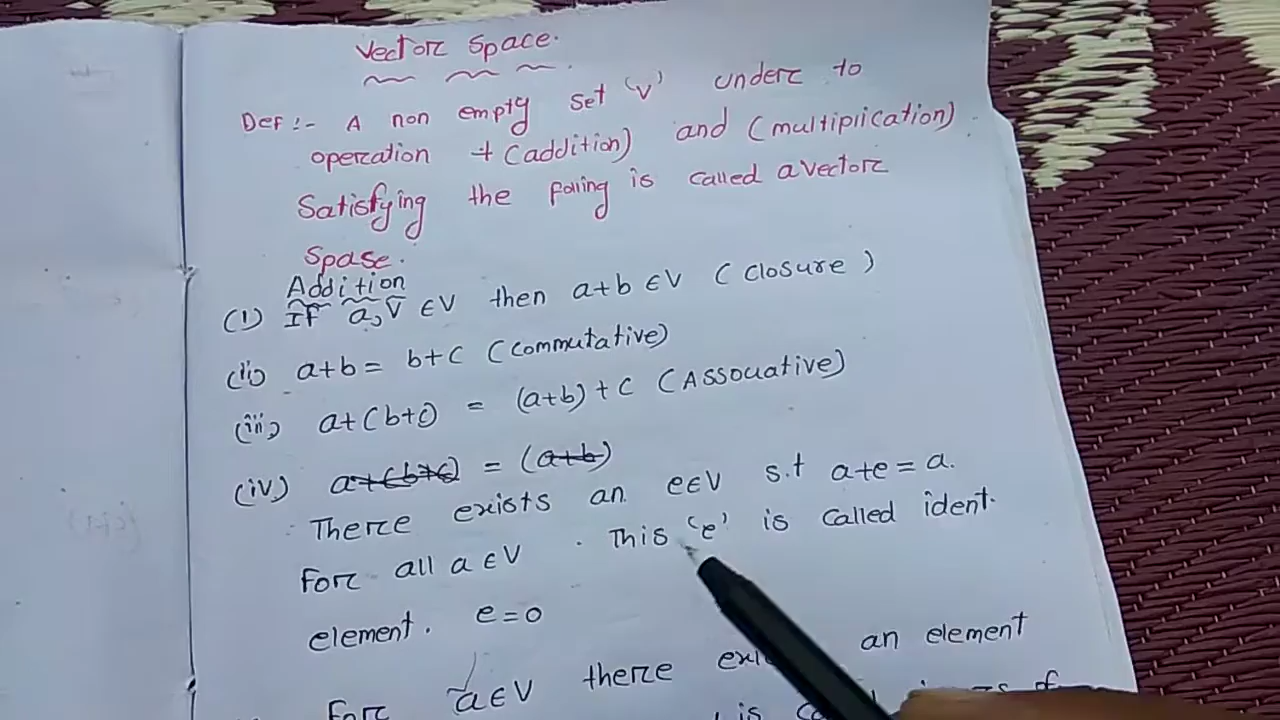 Vector Space.
Def :- A non empty set 'v' under to
operation + (addition) and (multiplication)
Satisfying the folling is called a vector
Spase.
Addition
(i) If a, V ∈V then a+b ∈V (closure)
(ii) a+b = b+c (commutative)
(iii) a+(b+c) = (a+b)+c (Assouative)
(iv) a+(b+c) = (a+b)
There exists an e∈V s.t a+e = a.
For all a∈V . This 'e' is called ident.
element. e=0
For a∈V there an element
is